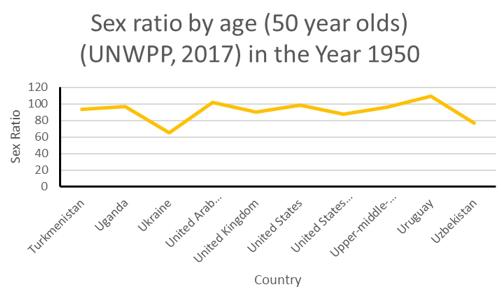 Sex ratio by age (50 year olds)
(UNWPP, 2017) in the Year 1950
120
100
80
60
40
20
0
Sex Ratio
Turkmenistan
Uganda
Ukraine
United Arab…
United Kingdom
United States
United States…
Upper-middle-…
Uruguay
Uzbekistan
Country